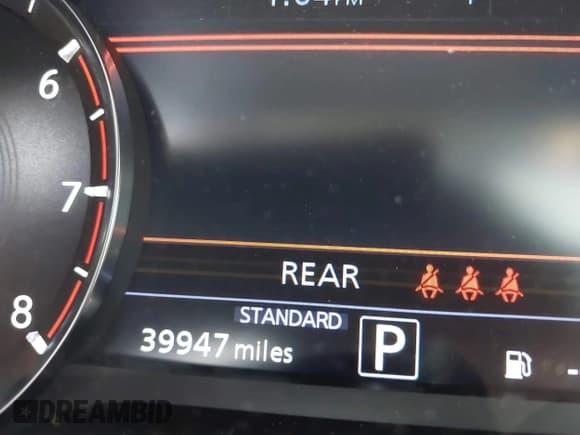 6
7
8
REAR
STANDARD
39947 miles
P
DREAMBID